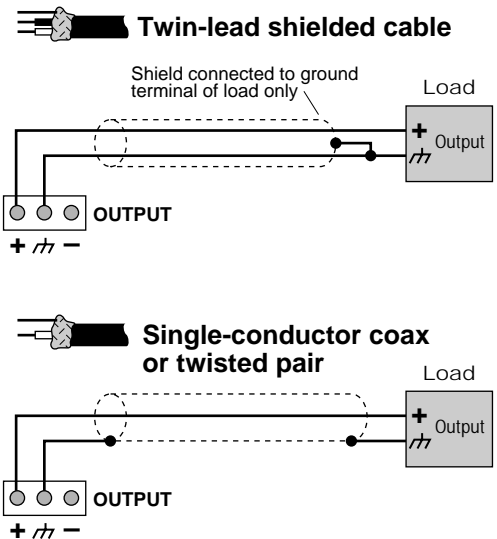 Twin-lead shielded cable
Shield connected to ground
terminal of load only
Load
+ Output
OUTPUT
+ −
Single-conductor coax
or twisted pair
Load
+ Output
OUTPUT
+ −